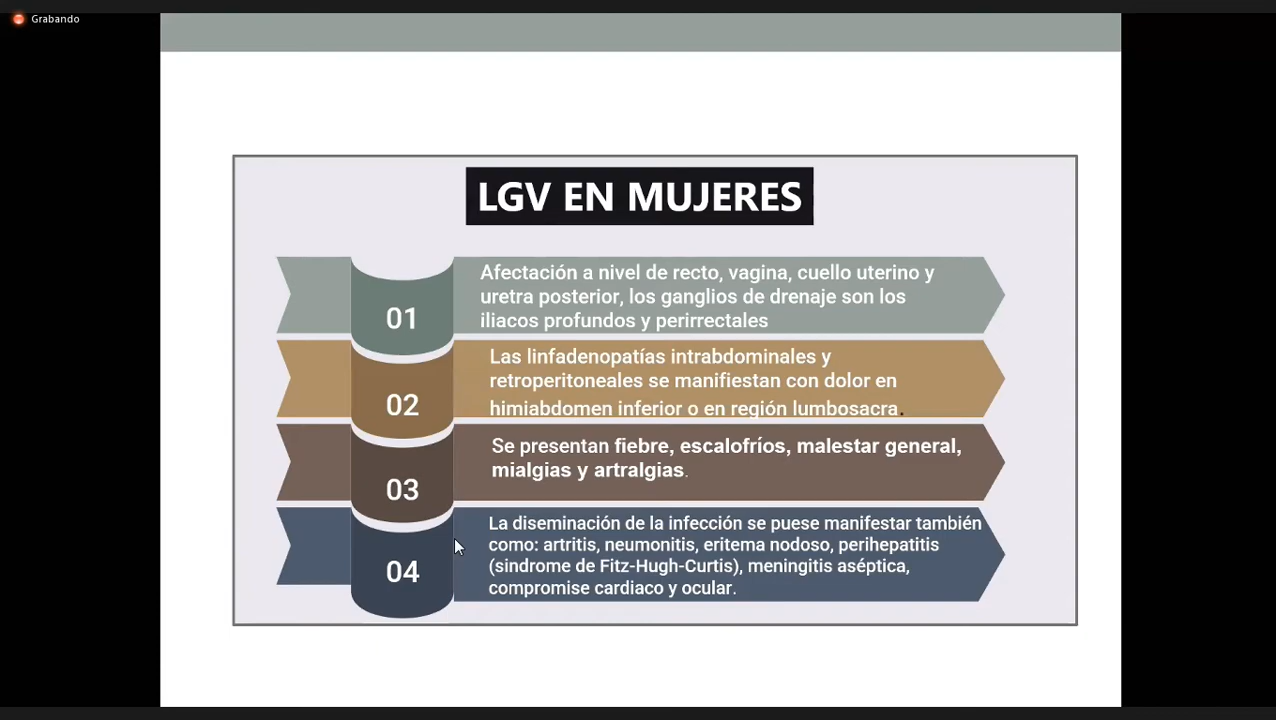 Grabando
LGV EN MUJERES
01
Afectación a nivel de recto, vagina, cuello uterino y
uretra posterior, los ganglios de drenaje son los
iliacos profundos y perirrectales
02
Las linfadenopatías intrabdominales y
retroperitoneales se manifiestan con dolor en
himiabdomen inferior o en región lumbosacra.
03
Se presentan fiebre, escalofríos, malestar general,
mialgias y artralgias.
04
La diseminación de la infección se puese manifestar también
como: artritis, neumonitis, eritema nodoso, perihepatitis
(sindrome de Fitz-Hugh-Curtis), meningitis aséptica,
compromise cardiaco y ocular.